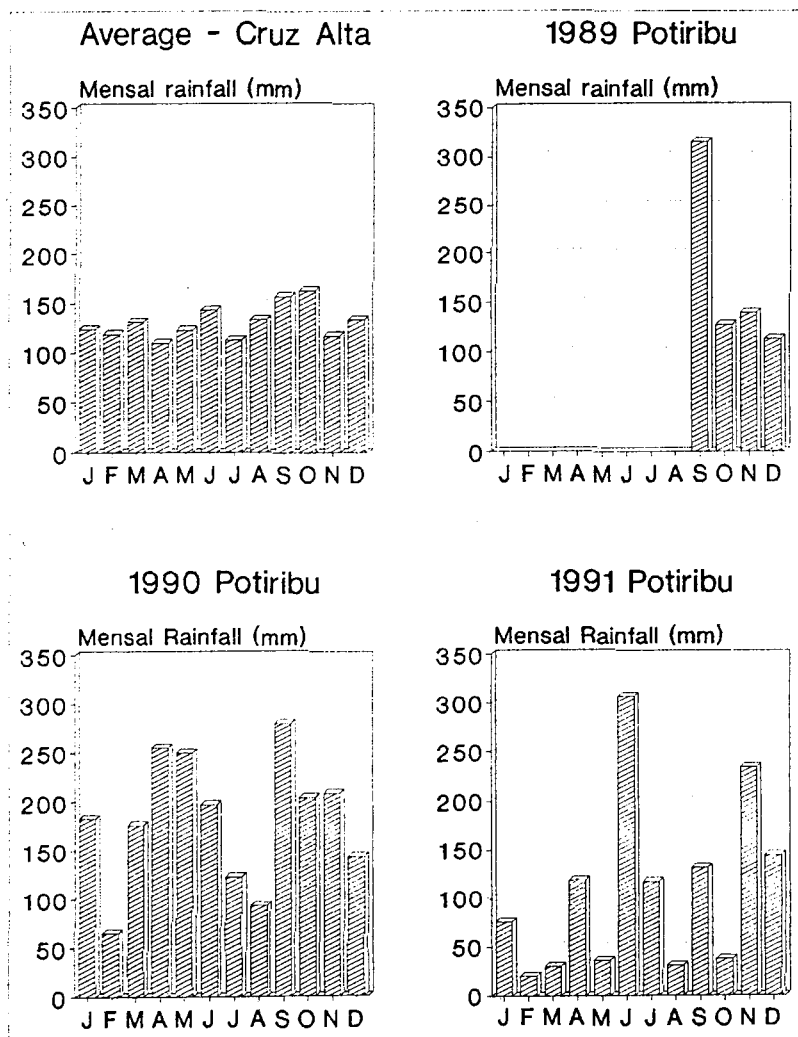 Average - Cruz Alta
Mensal rainfall (mm)
350
300
250
200
150
100
50
0
J F M A M J J A S O N D
1989 Potiribu
Mensal rainfall (mm)
350
300
250
200
150
100
50
0
J F M A M J J A S O N D
1990 Potiribu
Mensal Rainfall (mm)
350
300
250
200
150
100
50
0
J F M A M J J A S O N D
1991 Potiribu
Mensal Rainfall (mm)
350
300
250
200
150
100
50
0
J F M A M J J A S O N D